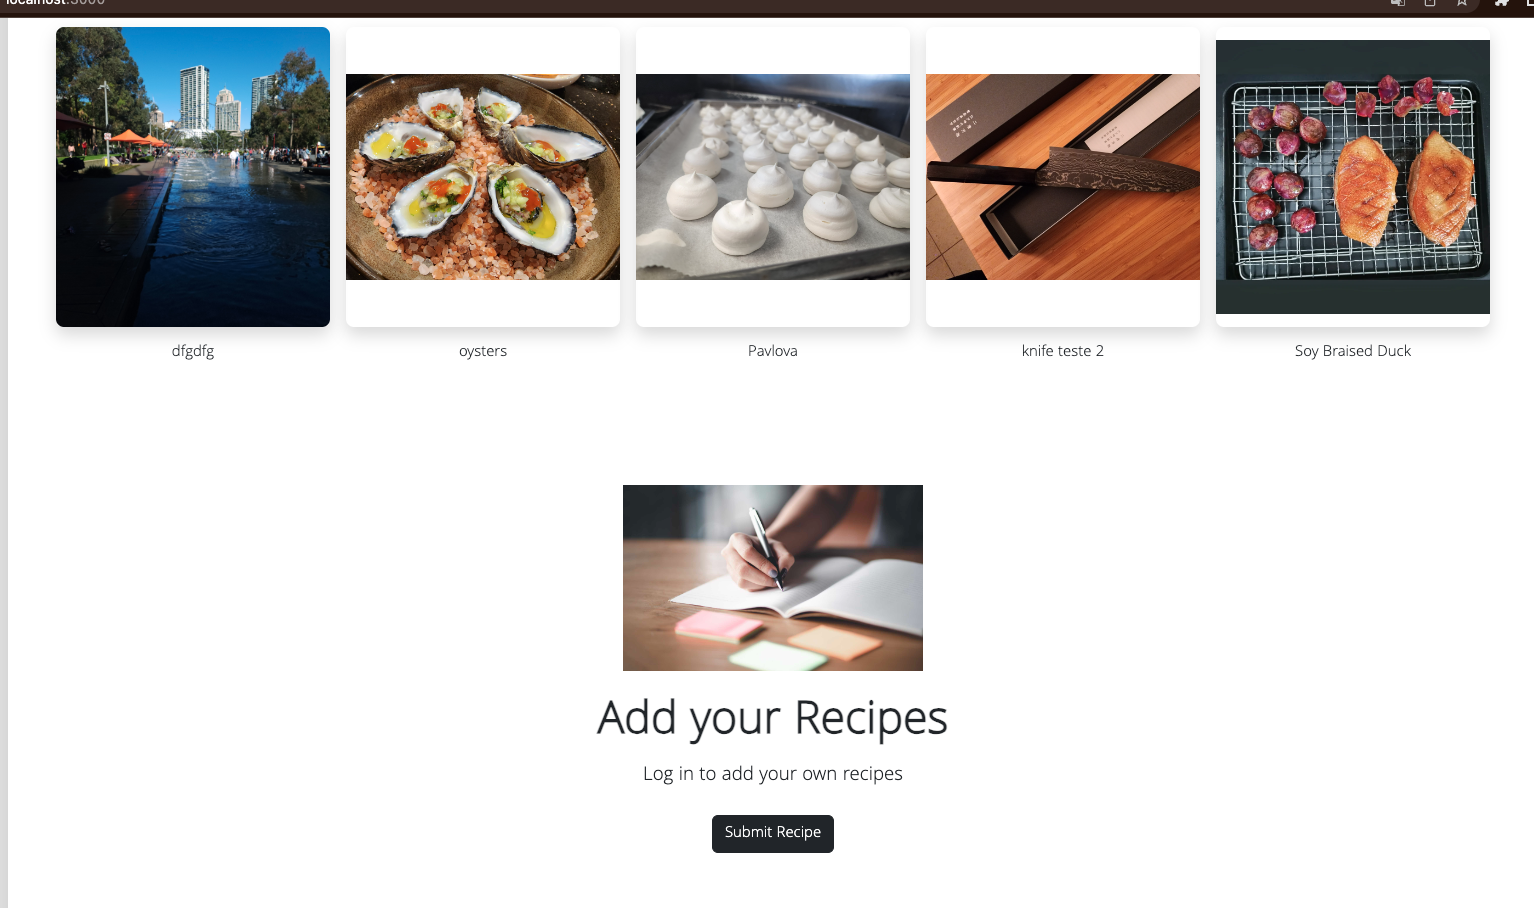 localhost:3000
dfgdfg
oysters
Pavlova
knife teste 2
Soy Braised Duck
Add your Recipes
Log in to add your own recipes
Submit Recipe